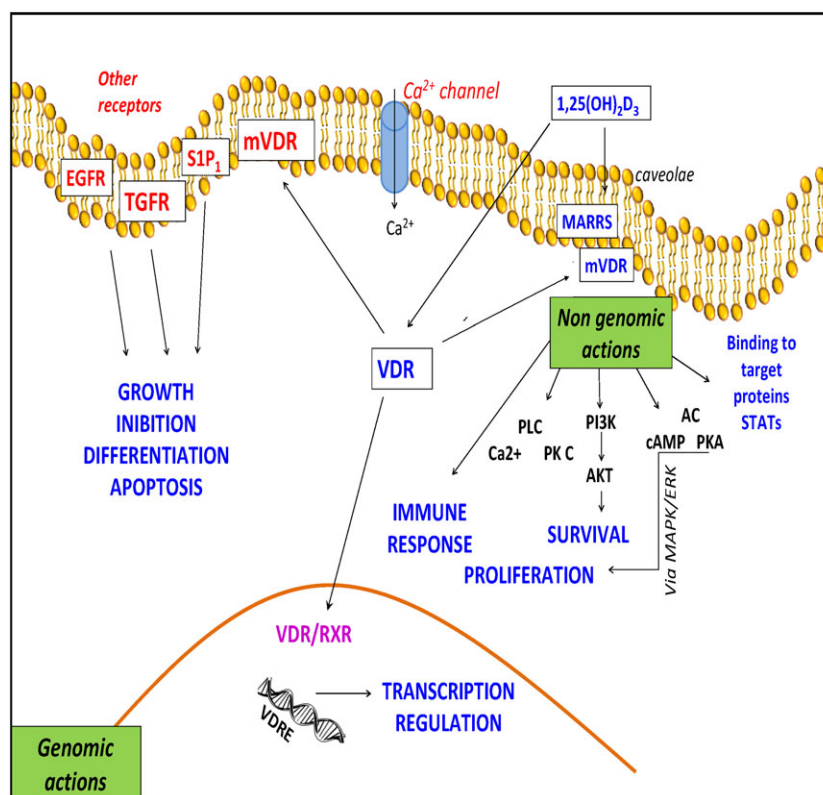 Other
receptors
Ca²⁺ channel
1,25(OH)₂D₃
EGFR
TGFR
S1P₁
mVDR
Ca²⁺
caveolae
MARRS
mVDR
Non genomic
actions
VDR
Binding to
target
proteins
STATs
GROWTH
INIBITION
DIFFERENTIATION
APOPTOSIS
PLC
Ca2+ PK C
PI3K
AKT
AC
cAMP PKA
Via MAPK/ERK
IMMUNE
RESPONSE
SURVIVAL
PROLIFERATION
VDR/RXR
VDRE
TRANSCRIPTION
REGULATION
Genomic
actions